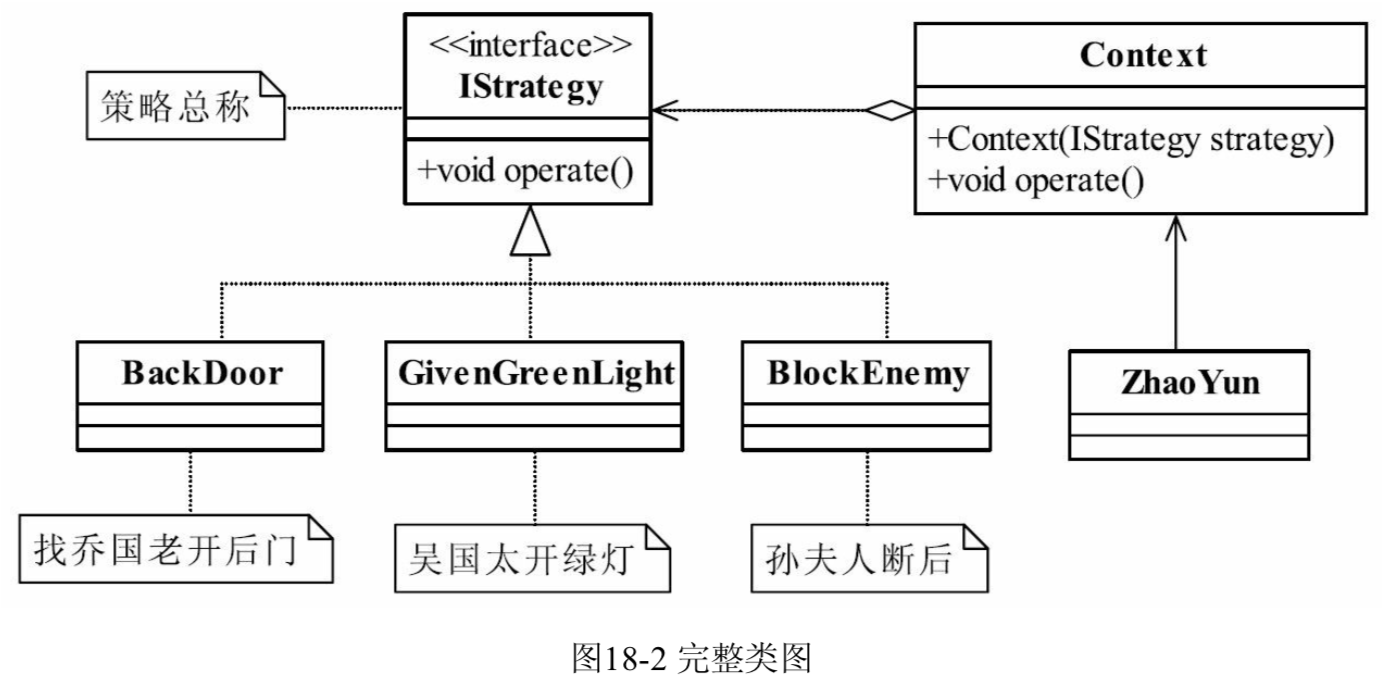 <<interface>>
IStrategy
+void operate()
策略总称
Context
+Context(IStrategy strategy)
+void operate()
BackDoor
GivenGreenLight
BlockEnemy
ZhaoYun
找乔国老开后门
吴国太开绿灯
孙夫人断后
图18-2 完整类图